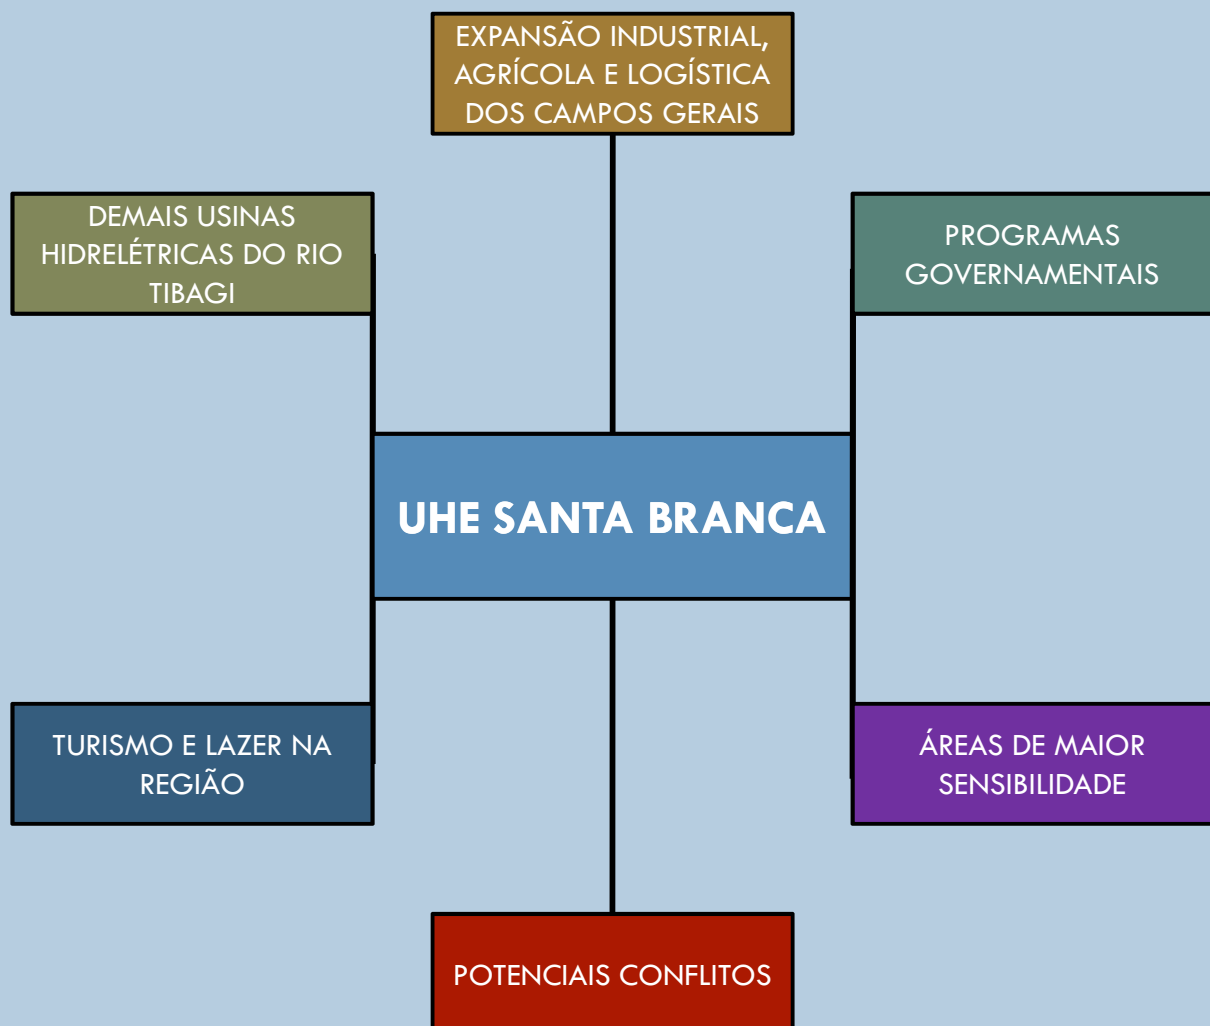 EXPANSÃO INDUSTRIAL,
AGRÍCOLA E LOGÍSTICA
DOS CAMPOS GERAIS
DEMAIS USINAS
HIDRELÉTRICAS DO RIO
TIBAGI
PROGRAMAS
GOVERNAMENTAIS
UHE SANTA BRANCA
TURISMO E LAZER NA
REGIÃO
ÁREAS DE MAIOR
SENSIBILIDADE
POTENCIAIS CONFLITOS